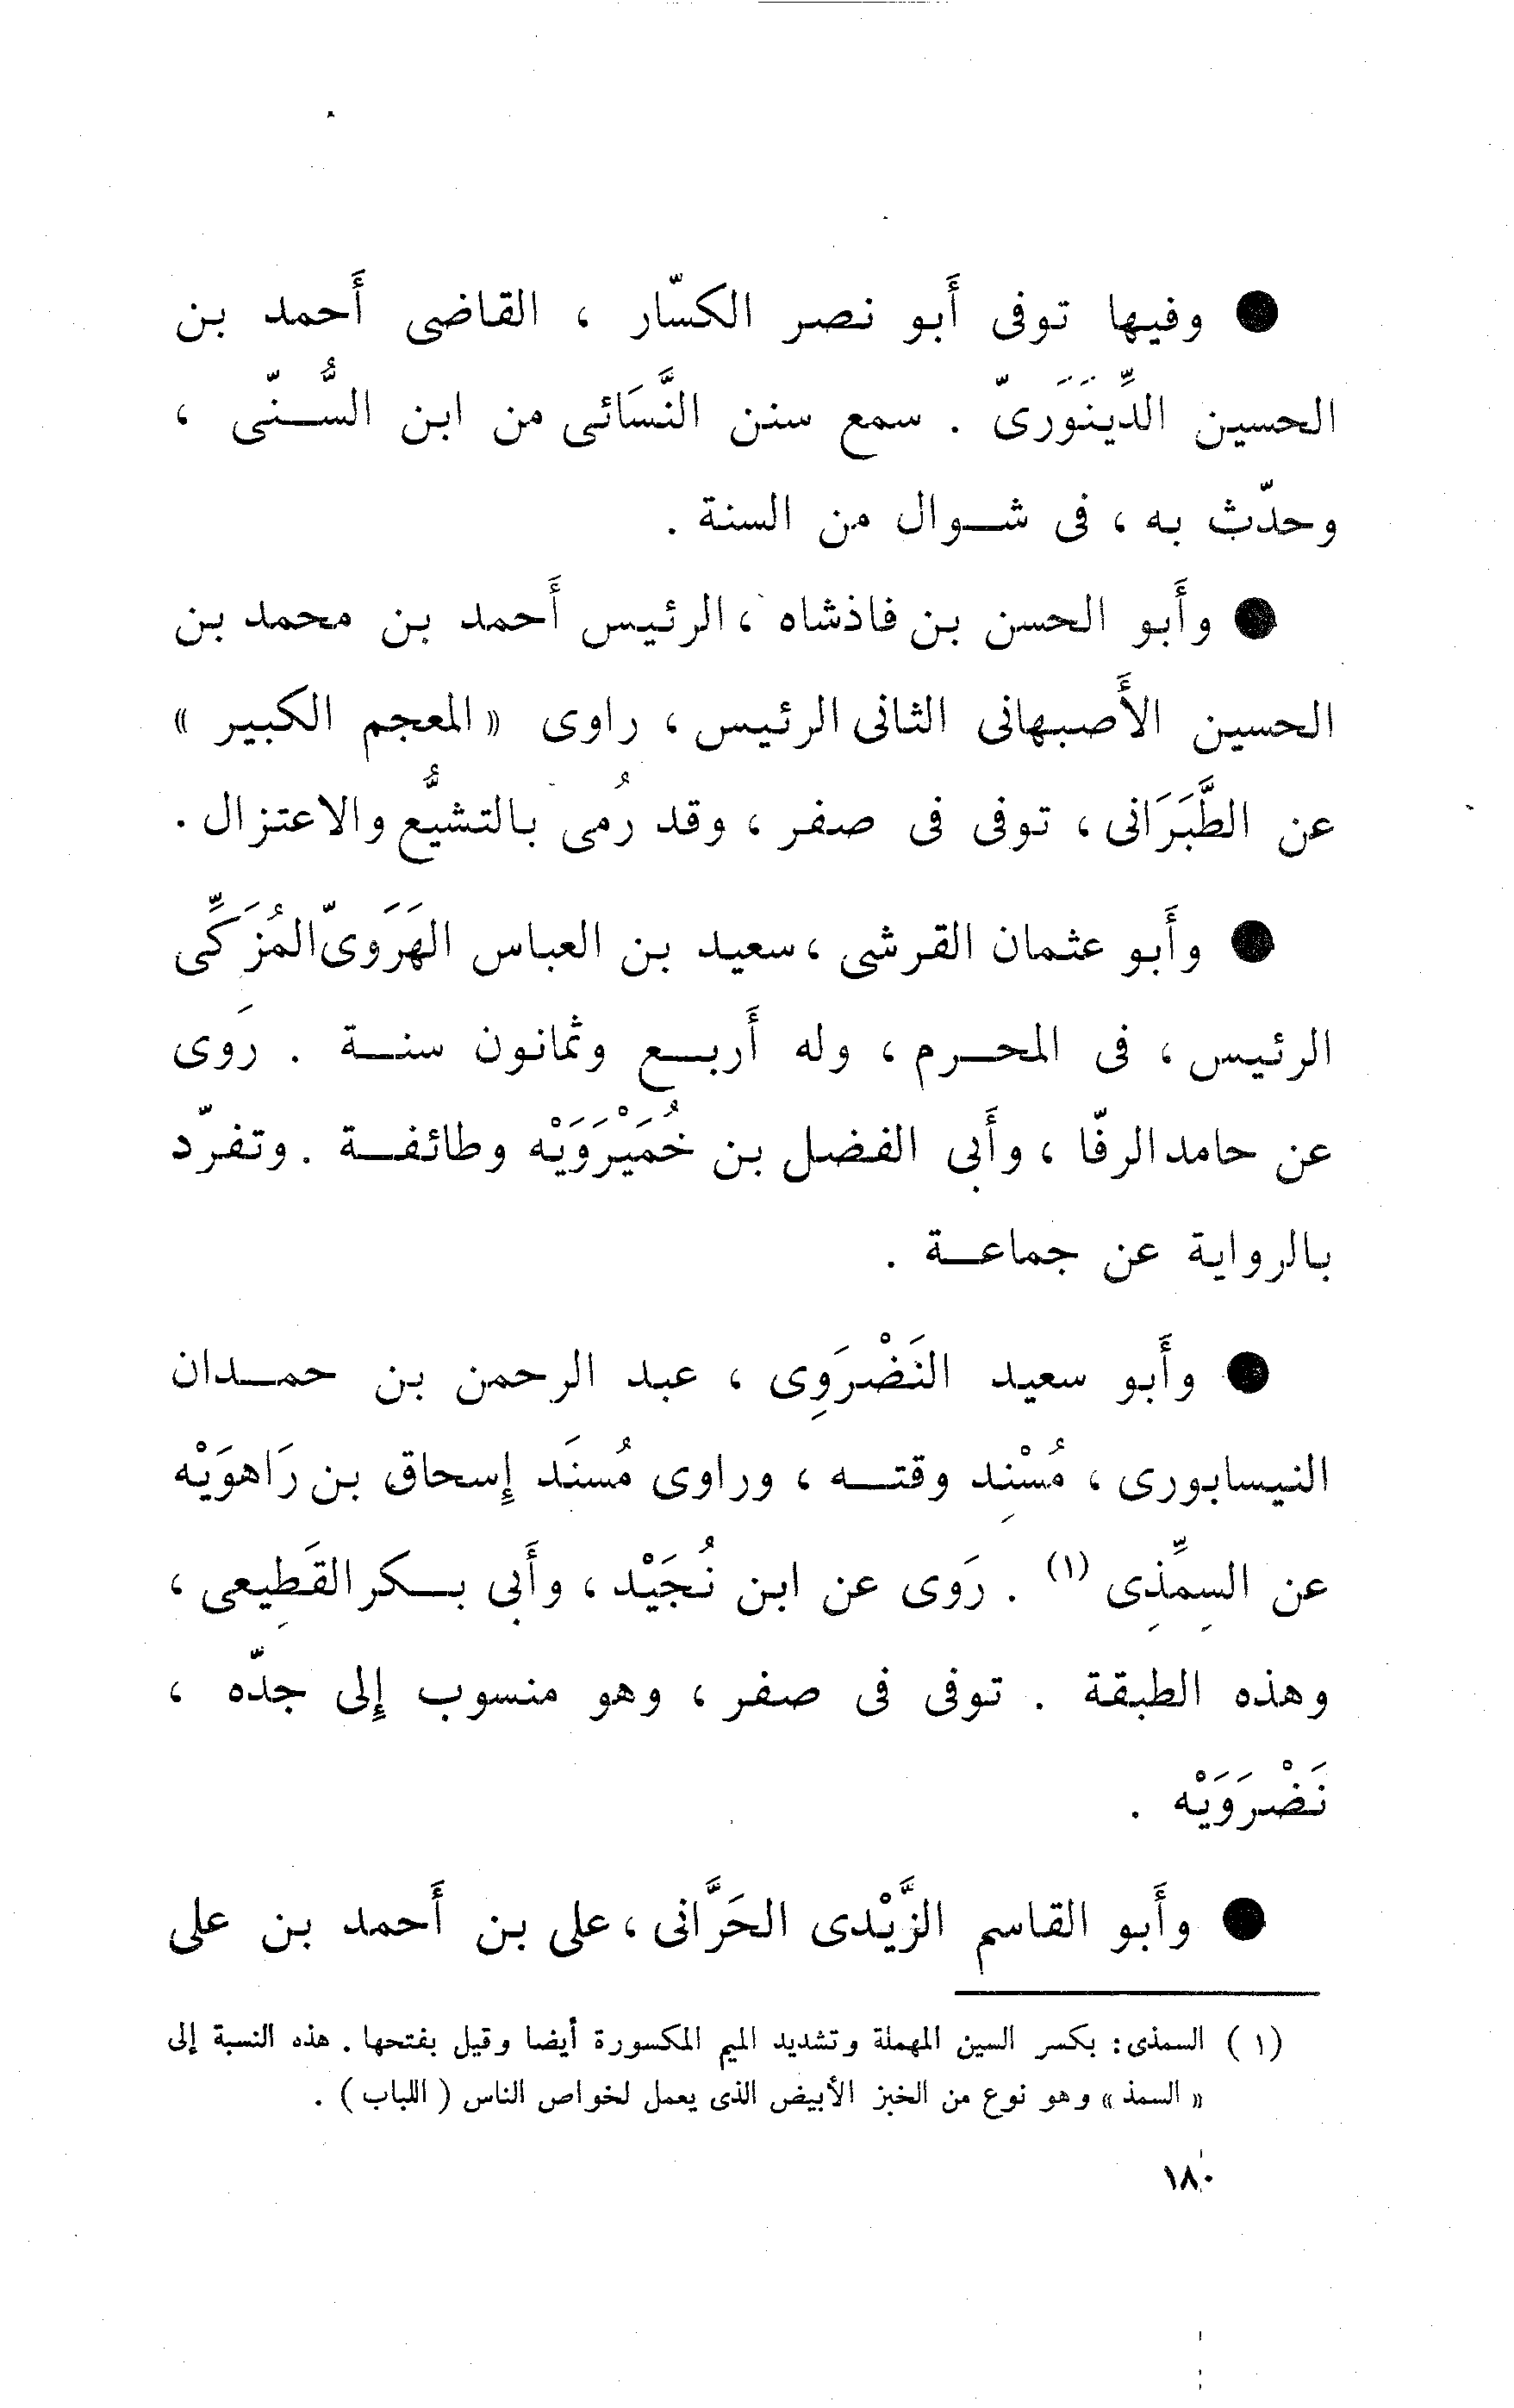 ● وفيها توفى أَبو نصر الكسّار ، القاضى أَحمد بن
الحسين الدِّينَوَرىّ . سمع سنن النَّسَائى من ابن السُّنّى ،
وحدّث به ، فى شوال من السنة .
● وأَبو الحسن بن فاذشاه ، الرئيس أَحمد بن محمد بن
الحسين الأَصبهانى الثانى الرئيس ، راوى « المعجم الكبير »
عن الطَّبَرَانى ، توفى فى صفر ، وقد رُمى بالتشيُّع والاعتزال .
● وأَبو عثمان القرشى ، سعيد بن العباس الهَرَوىّ المُزَكِّى
الرئيس ، فى المحرم ، وله أَربع وثمانون سنة . رَوى
عن حامد الرفّا ، وأَبى الفضل بن خُمَيْرَوَيْه وطائفة . وتفرّد
بالرواية عن جماعة .
● وأَبو سعيد النَضْرَوِى ، عبد الرحمن بن حمدان
النيسابورى ، مُسْنِد وقته ، وراوى مُسنَد إِسحاق بن رَاهوَيْه
عن السِمِّذِى (١) . رَوى عن ابن نُجَيْد ، وأَبى بكر القَطِيعى ،
وهذه الطبقة . توفى فى صفر ، وهو منسوب إِلى جدّه ،
نَضْرَوَيْه .
● وأَبو القاسم الزَّيْدى الحَرَّانى ، على بن أَحمد بن على
( ١ ) السمذى : بكسر السين المهملة وتشديد الميم المكسورة أيضا وقيل بفتحها . هذه النسبة إلى
« السمذ » وهو نوع من الخبز الأبيض الذى يعمل لخواص الناس ( اللباب ) .
١٨٠